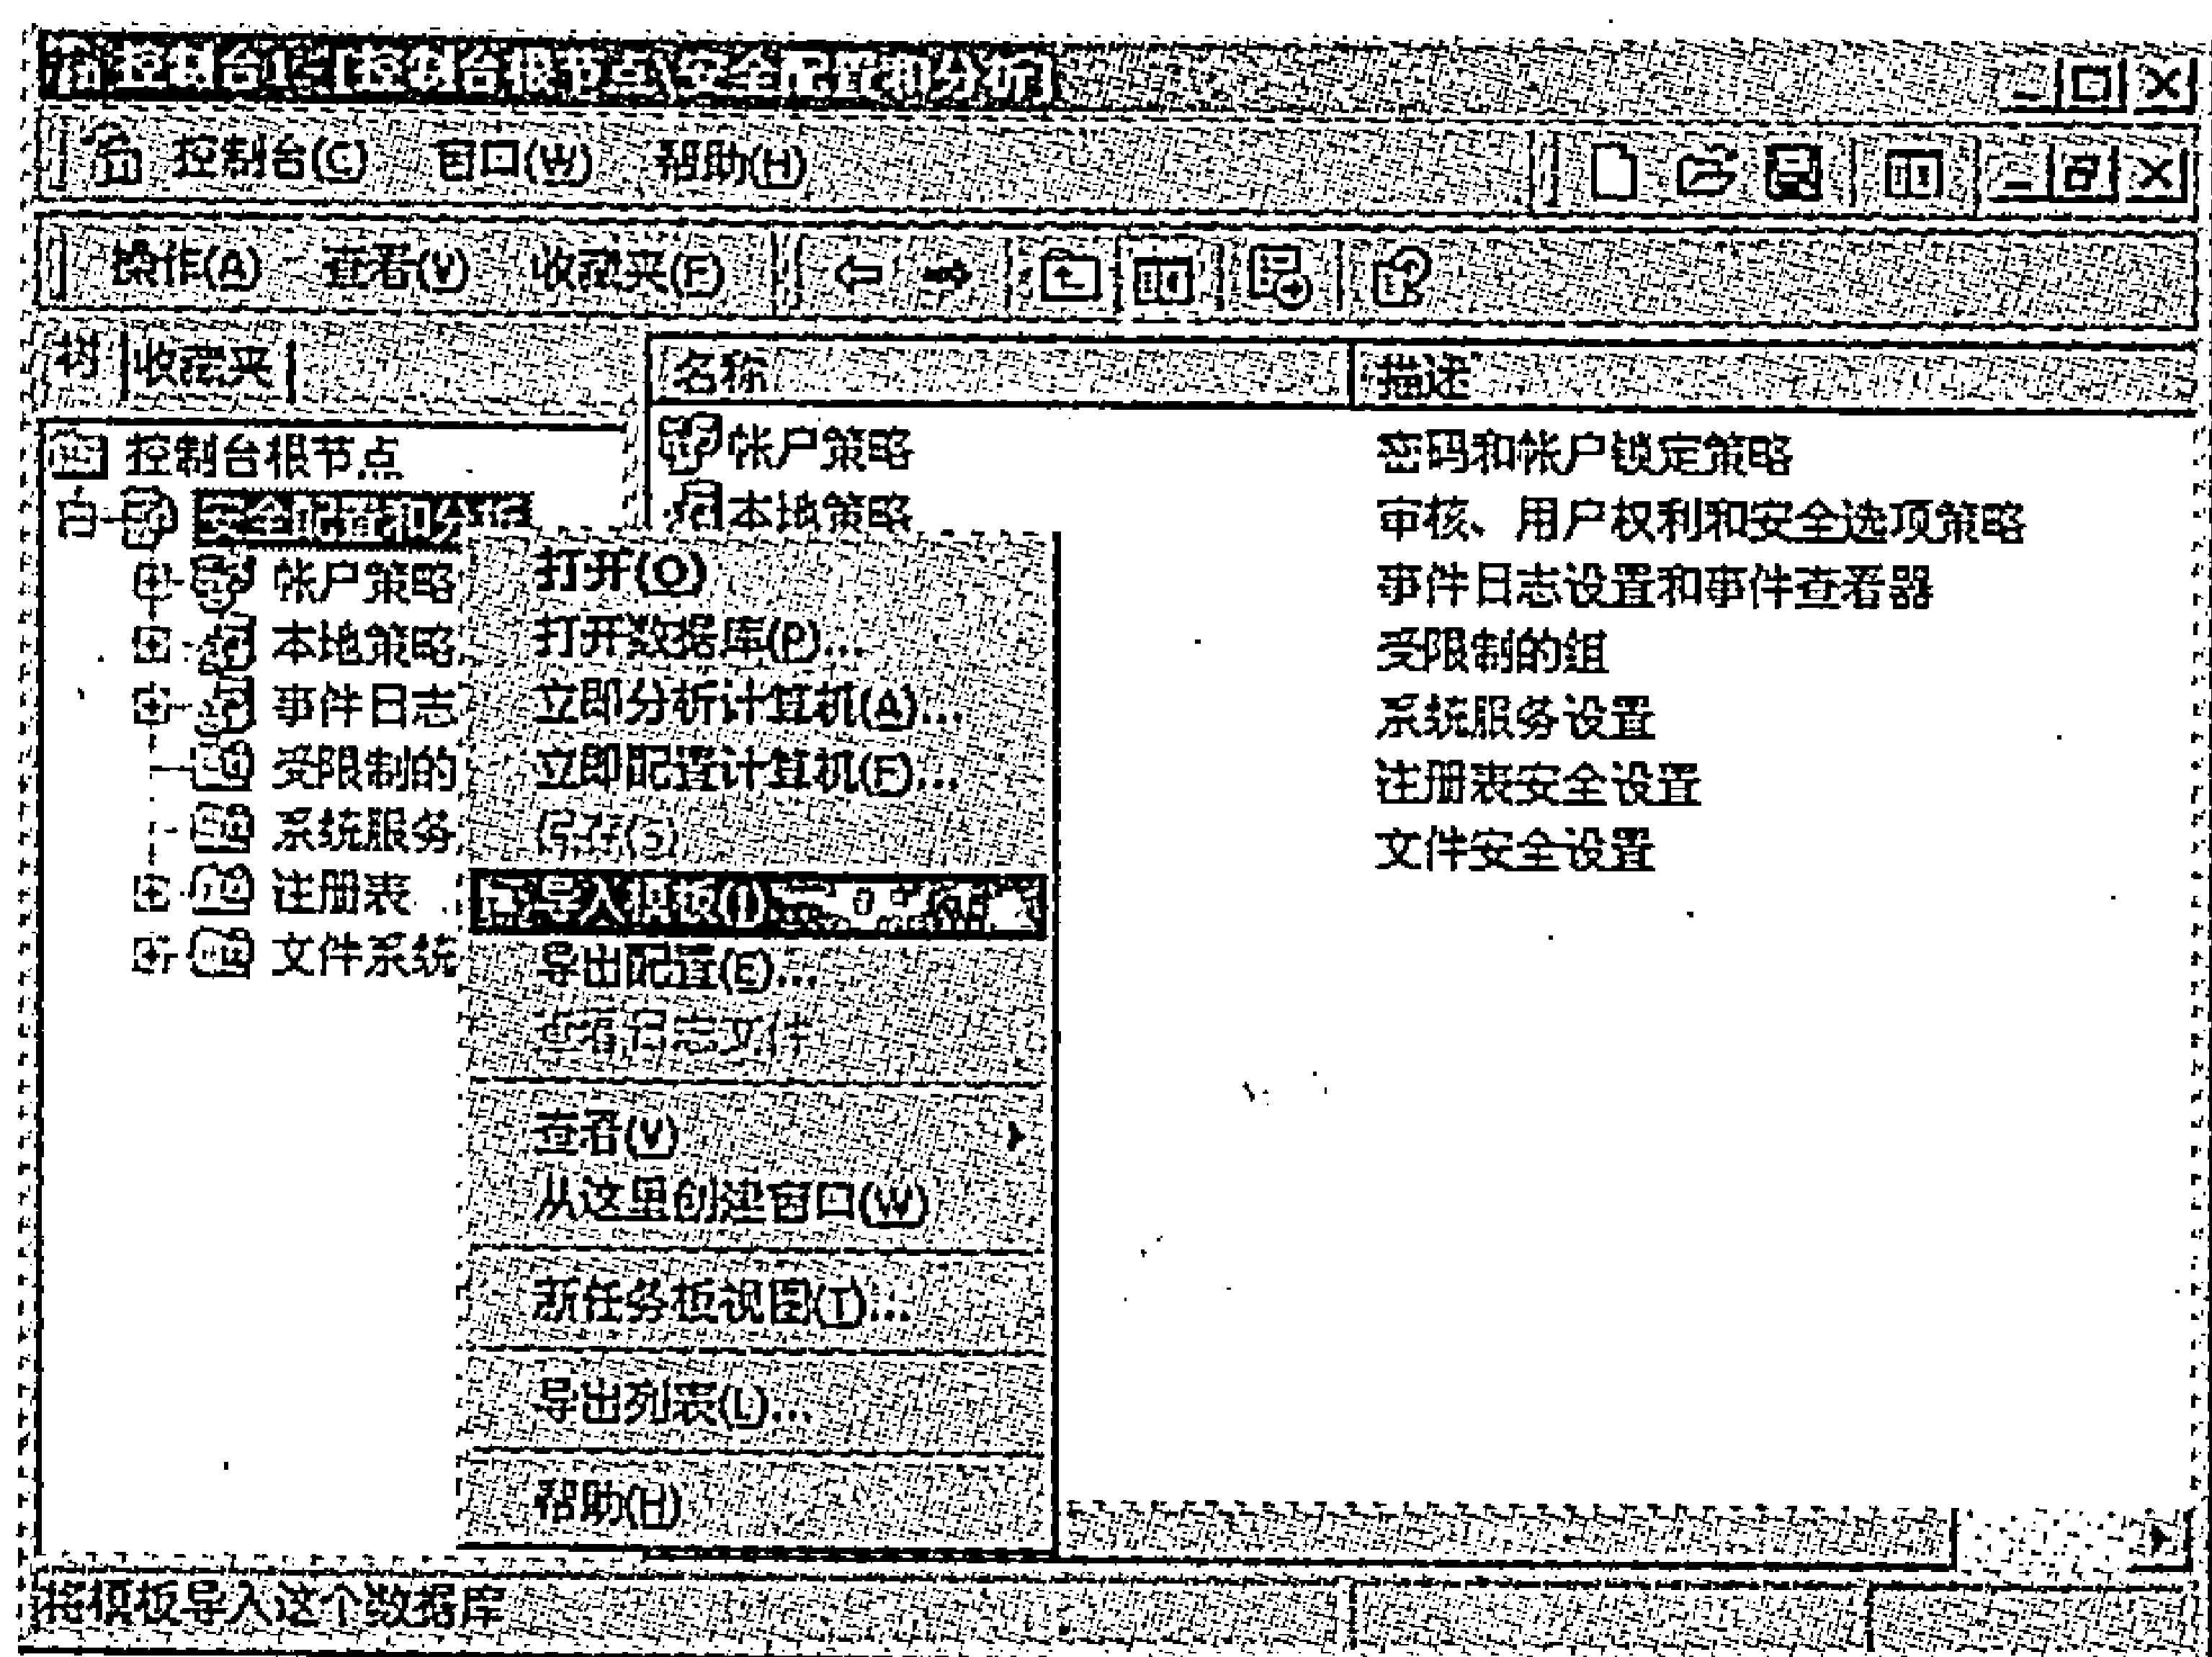 控制台1 - [控制台根节点\安全配置和分析]
控制台(C) 窗口(W) 帮助(H)
操作(A) 查看(V) 收藏夹(F)
树 收藏夹
名称 描述
控制台根节点
安全配置和分析
帐户策略
本地策略
事件日志
受限制的
系统服务
注册表
文件系统
帐户策略 密码和帐户锁定策略
本地策略 审核、用户权利和安全选项策略
事件日志设置和事件查看器
受限制的组
系统服务设置
注册表安全设置
文件安全设置
打开(O)
打开数据库(P)...
立即分析计算机(A)...
立即配置计算机(F)...
保存(S)
导入模板(I)
导出配置(E)...
查看日志文件
查看(V)
从这里创建窗口(W)
新任务板视图(T)...
导出列表(L)...
帮助(H)
将模板导入这个数据库